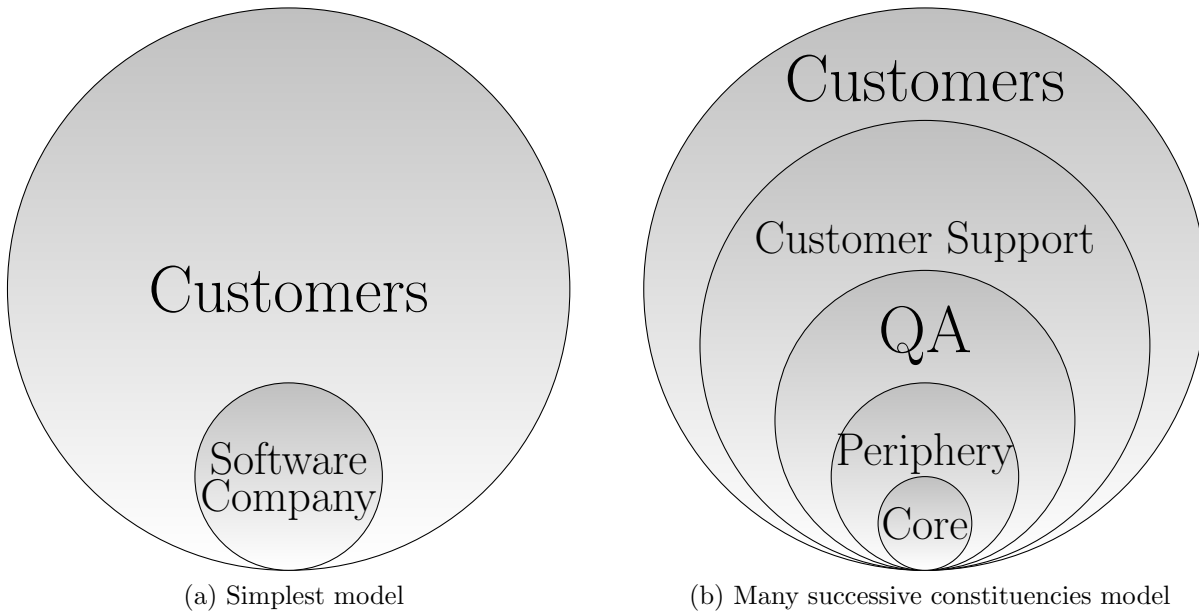 Customers
Software
Company
(a) Simplest model
Customers
Customer Support
QA
Periphery
Core
(b) Many successive constituencies model